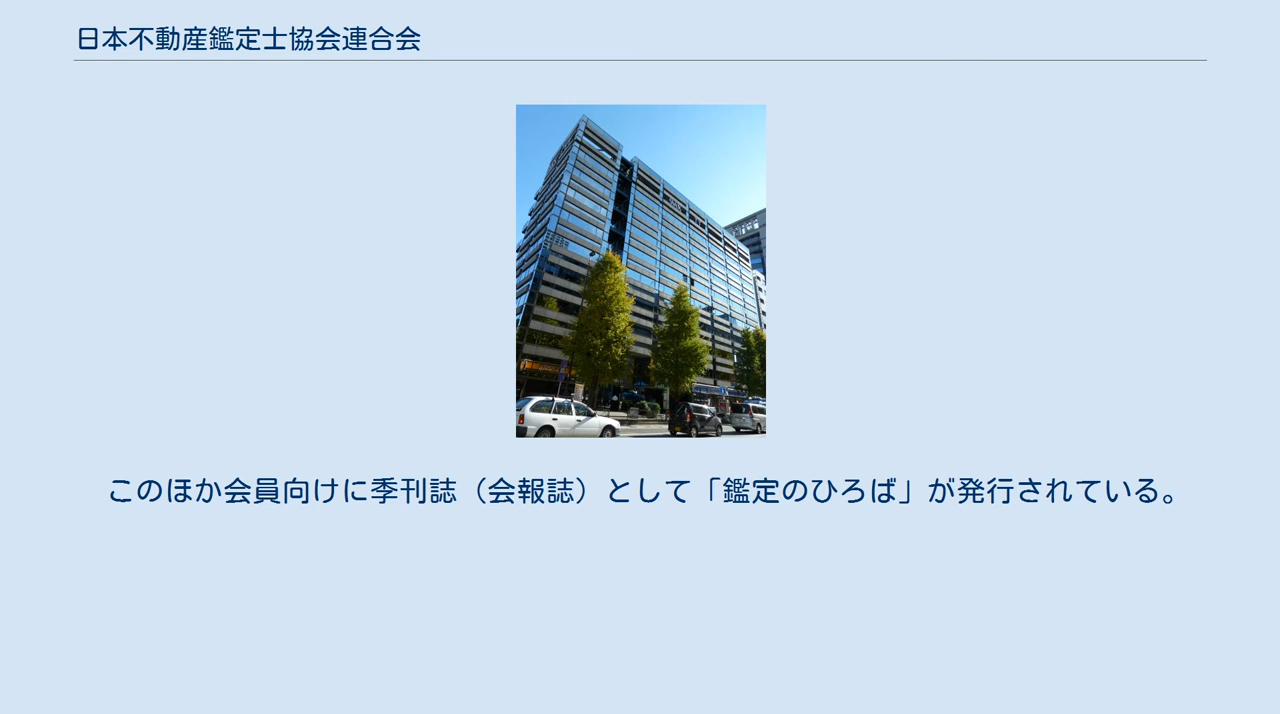 日本不動産鑑定士協会連合会
このほか会員向けに季刊誌（会報誌）として「鑑定のひろば」が発行されている。